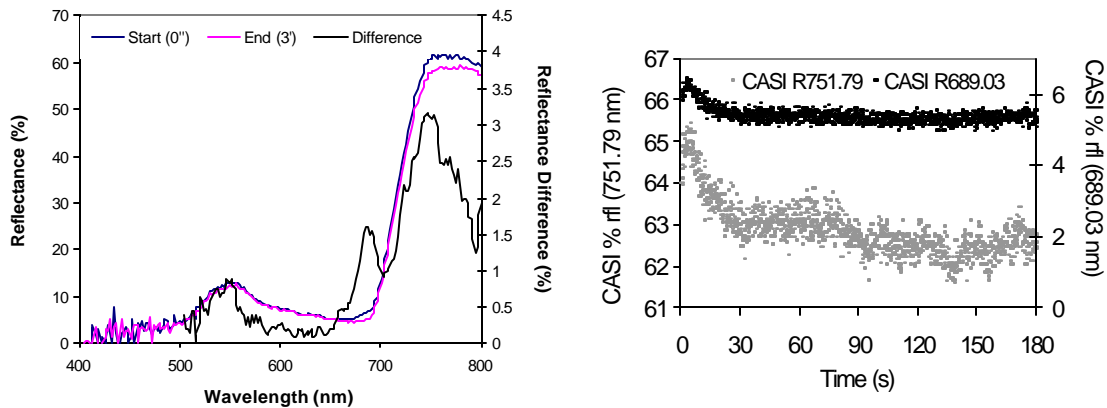 Start (0") End (3') Difference
70
60
50
40
30
20
10
0
4.5
4
3.5
3
2.5
2
1.5
1
0.5
0
400 500 600 700 800
Reflectance (%)
Reflectance Difference (%)
Wavelength (nm)
CASI R751.79 CASI R689.03
67
66
65
64
63
62
61
6
4
2
0
0 30 60 90 120 150 180
CASI % rfl (751.79 nm)
CASI % rfl (689.03 nm)
Time (s)